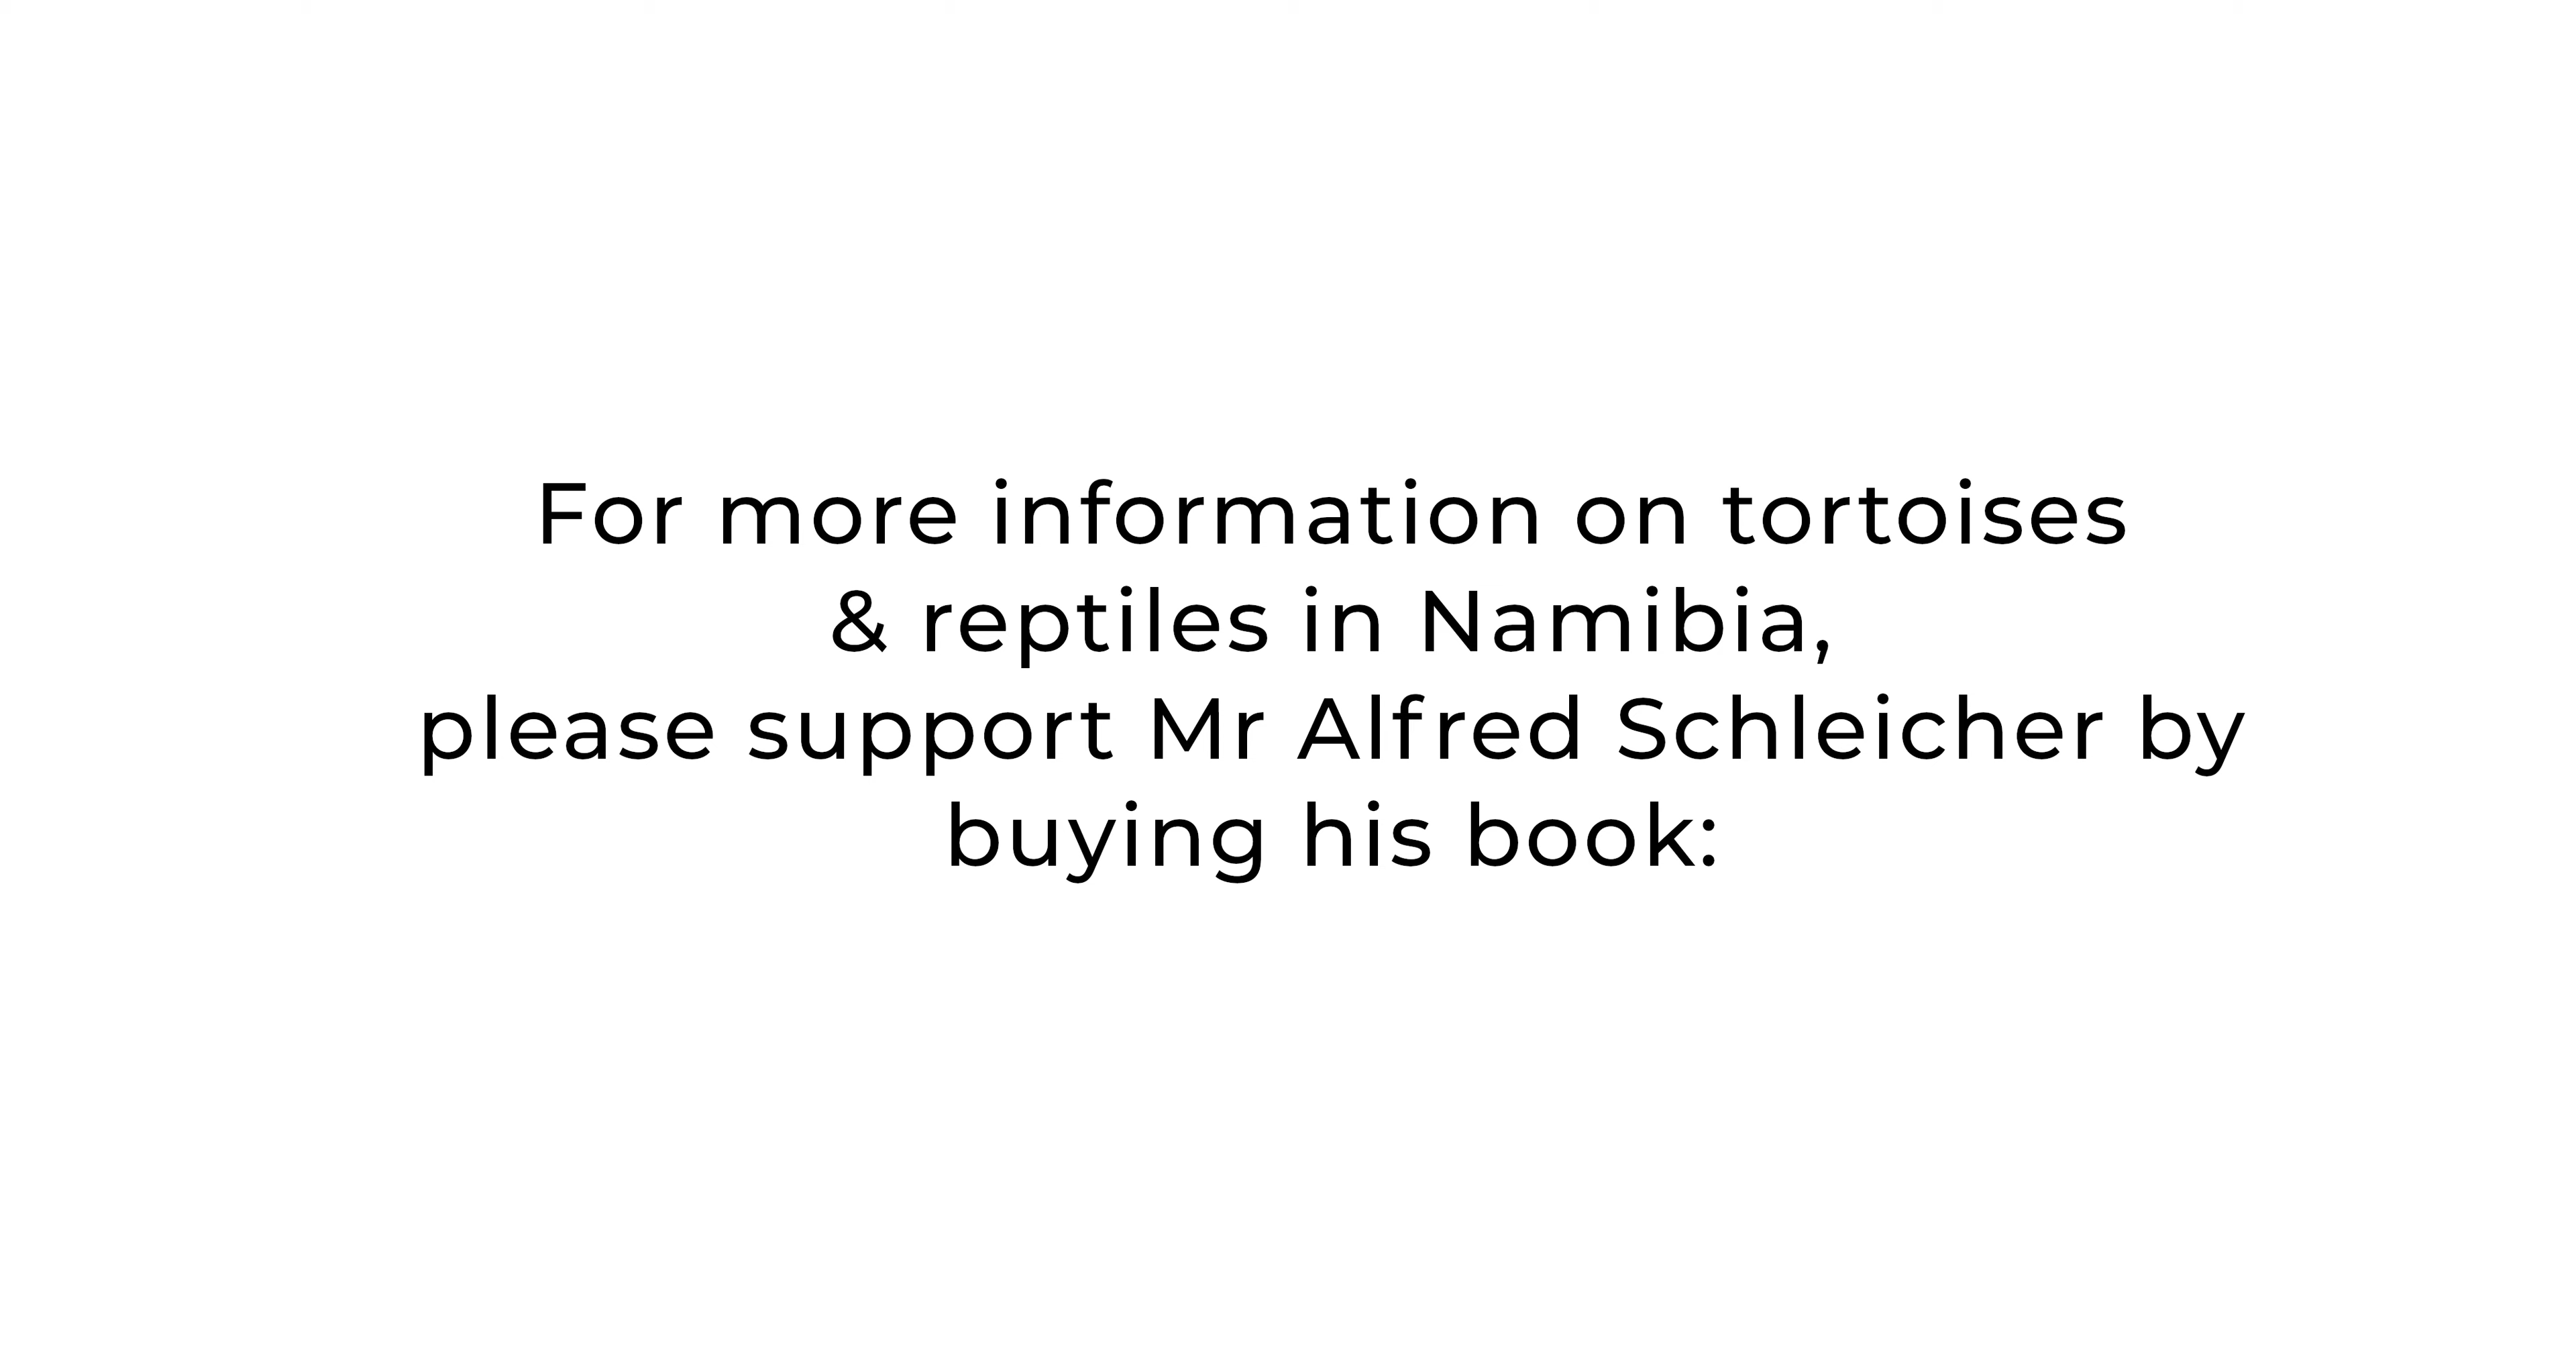 For more information on tortoises
& reptiles in Namibia,
please support Mr Alfred Schleicher by
buying his book: